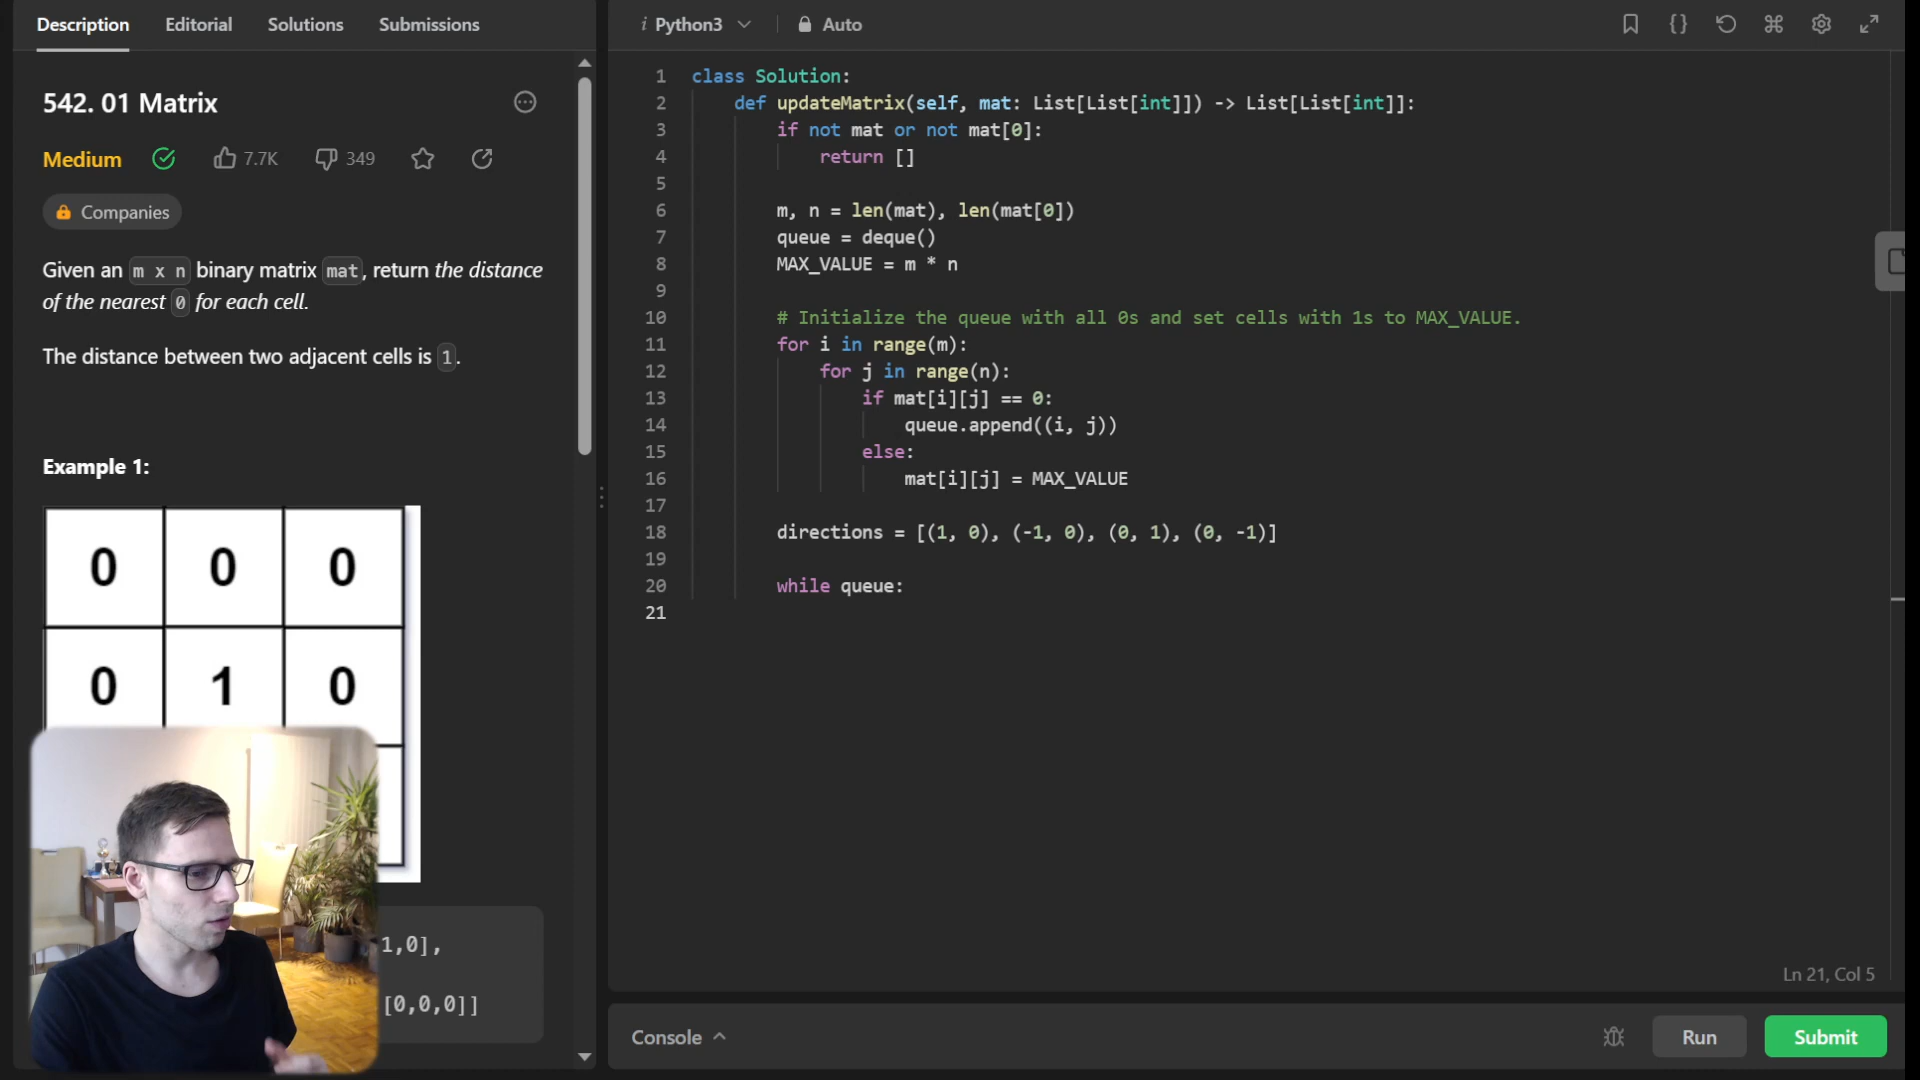 Description Editorial Solutions Submissions
542. 01 Matrix
Medium 7.7K 349
Companies
Given an m x n binary matrix mat, return the distance
of the nearest 0 for each cell.
The distance between two adjacent cells is 1.
Example 1:
0 0 0
0 1 0
1,0],
[0,0,0]]
i Python3 Auto
1 class Solution:
2 def updateMatrix(self, mat: List[List[int]]) -> List[List[int]]:
3 if not mat or not mat[0]:
4 return []
5
6 m, n = len(mat), len(mat[0])
7 queue = deque()
8 MAX_VALUE = m * n
9
10 # Initialize the queue with all 0s and set cells with 1s to MAX_VALUE.
11 for i in range(m):
12 for j in range(n):
13 if mat[i][j] == 0:
14 queue.append((i, j))
15 else:
16 mat[i][j] = MAX_VALUE
17
18 directions = [(1, 0), (-1, 0), (0, 1), (0, -1)]
19
20 while queue:
21
Ln 21, Col 5
Console Run Submit